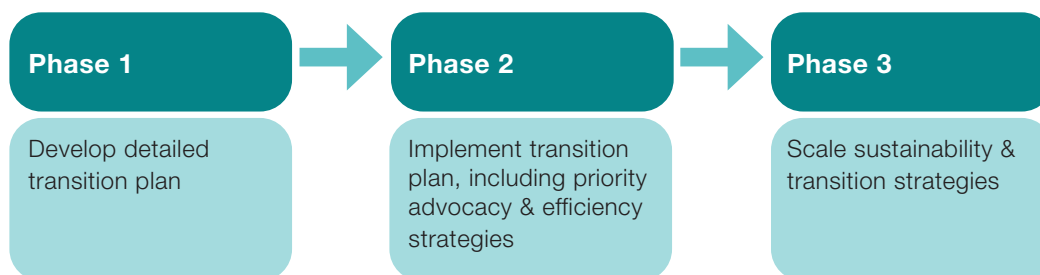 Phase 1
Develop detailed
transition plan
Phase 2
Implement transition
plan, including priority
advocacy & efficiency
strategies
Phase 3
Scale sustainability &
transition strategies